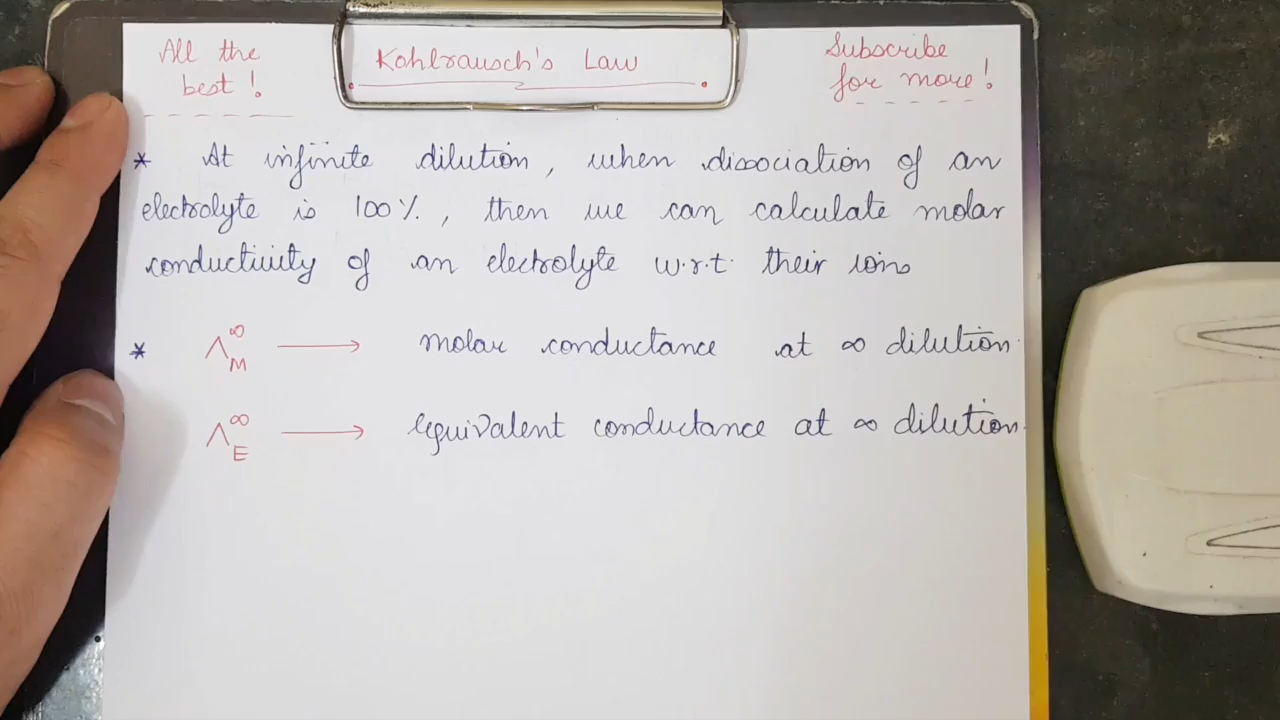 All the
best !
Kohlrausch's Law
Subscribe
for more!
* At infinite dilution, when dissociation of an
electrolyte is 100%, then we can calculate molar
conductivity of an electrolyte w.r.t. their ions
* Λ∞M → molar conductance at ∞ dilution.
Λ∞E → equivalent conductance at ∞ dilution.